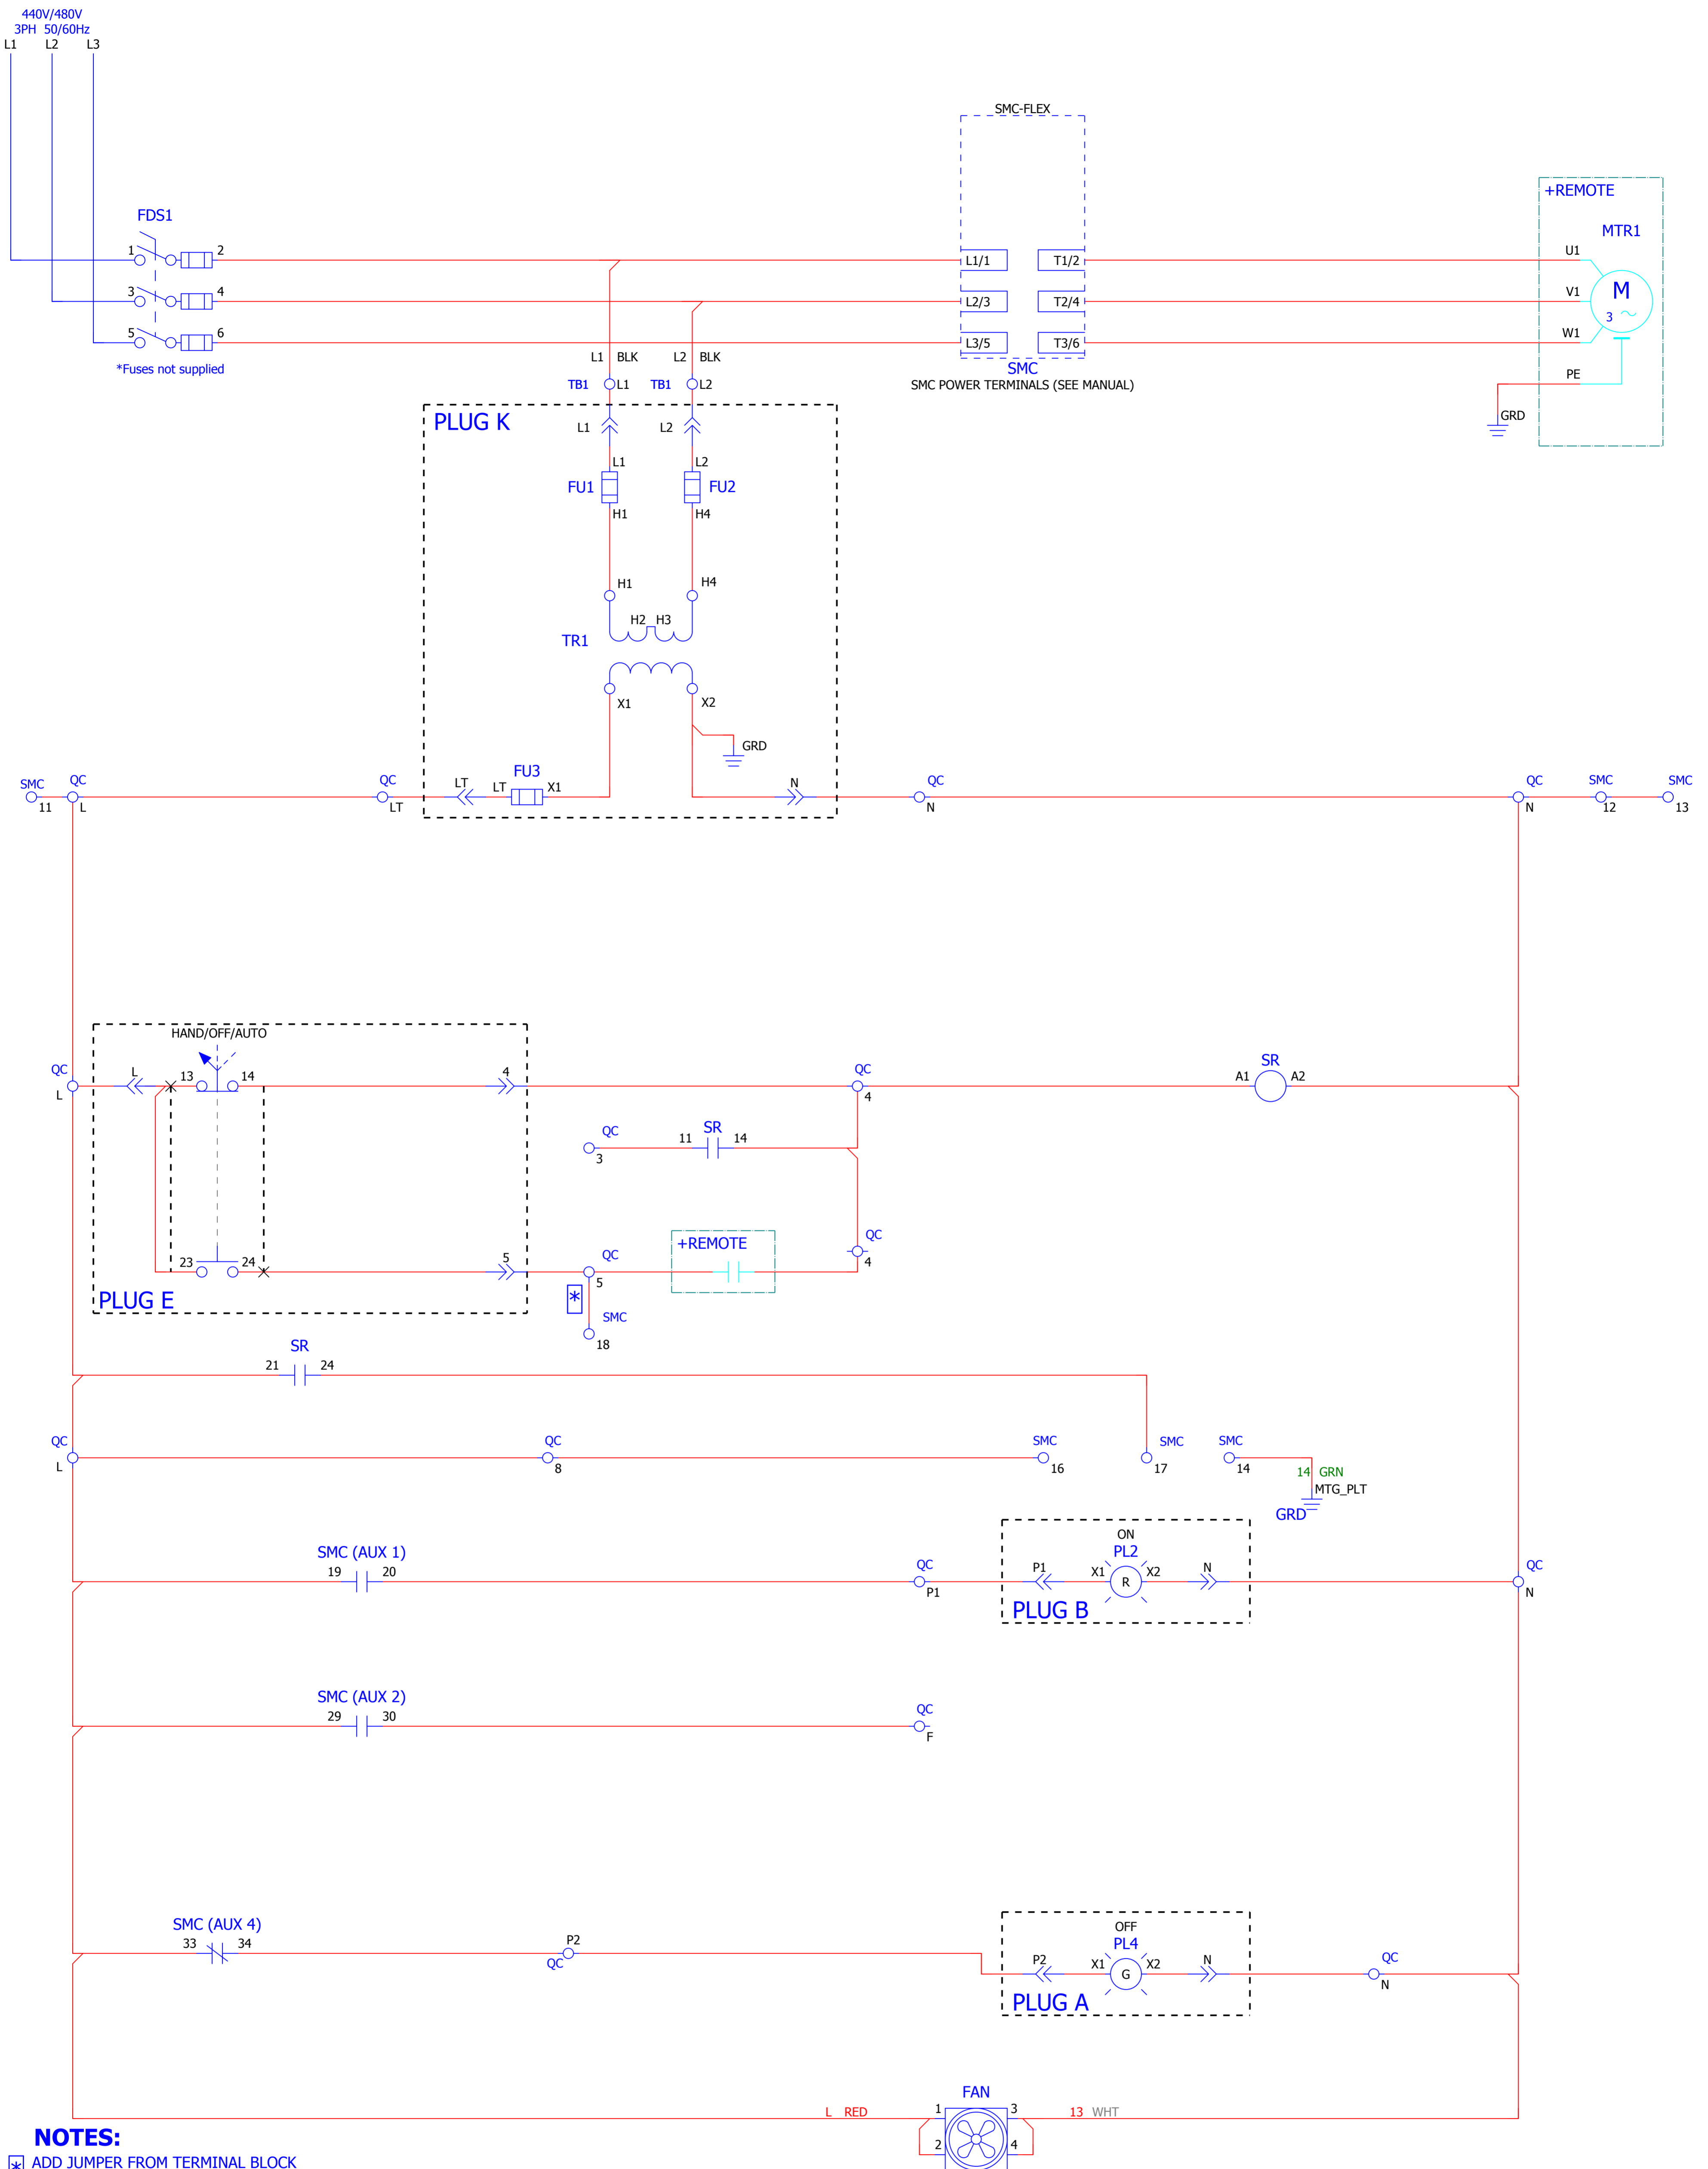 440V/480V
3PH 50/60Hz
L1 L2 L3
SMC-FLEX
+REMOTE
FDS1
MTR1
1 2
L1/1 T1/2
U1
3 4
L2/3 T2/4
V1
M
3
5 6
L3/5 T3/6
W1
*Fuses not supplied
SMC
SMC POWER TERMINALS (SEE MANUAL)
PE
GRD
L1 BLK L2 BLK
TB1 L1 TB1 L2
PLUG K
L1 L2
L1 L2
FU1 FU2
H1 H4
H1 H4
H2 H3
TR1
X1 X2
GRD
SMC QC QC LT LT FU3 X1 N QC QC SMC SMC
11 L LT N N 12 13
HAND/OFF/AUTO
QC L 13 14 4 QC SR
L 4 A1 A2
QC SR
3 11 14
+REMOTE
QC
4
23 24 5 QC
5
PLUG E
*
SMC
18
SR
21 24
QC QC SMC SMC SMC
L 8 16 17 14
14 GRN
MTG_PLT
GRD
ON
SMC (AUX 1) PL2
19 20 QC P1 X1 R X2 N QC
P1 N
PLUG B
SMC (AUX 2)
29 30 QC
F
SMC (AUX 4)
33 34 P2
QC
OFF
PL4
P2 X1 G X2 N QC
N
PLUG A
FAN
L RED 1 3 13 WHT
2 4
NOTES:
* ADD JUMPER FROM TERMINAL BLOCK